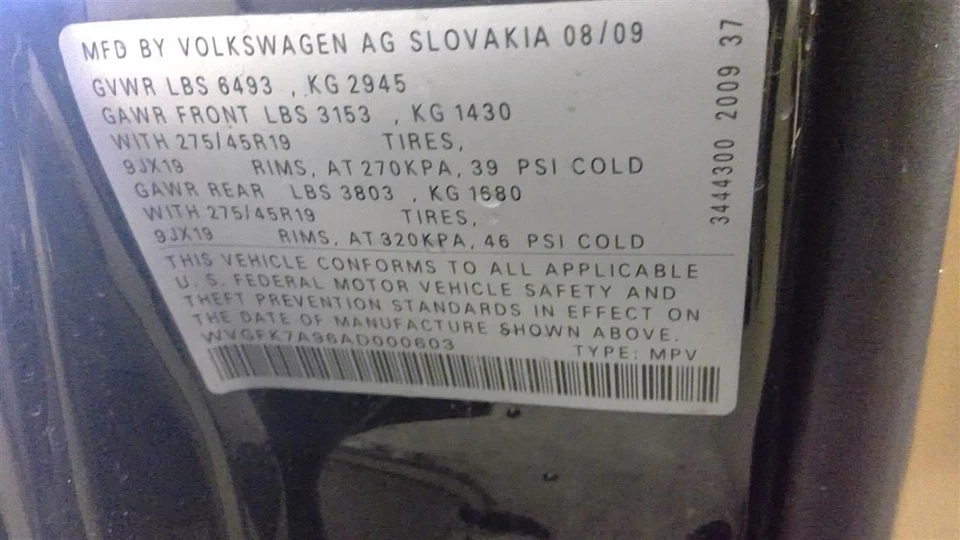 MFD BY VOLKSWAGEN AG SLOVAKIA 08/09
GVWR LBS 6493 , KG 2945
GAWR FRONT LBS 3153 , KG 1430
WITH 275/45R19 TIRES,
9JX19 RIMS, AT 270KPA, 39 PSI COLD
GAWR REAR LBS 3803 , KG 1680
WITH 275/45R19 TIRES,
9JX19 RIMS, AT 320KPA, 46 PSI COLD
THIS VEHICLE CONFORMS TO ALL APPLICABLE
U.S. FEDERAL MOTOR VEHICLE SAFETY AND
THEFT PREVENTION STANDARDS IN EFFECT ON
THE DATE OF MANUFACTURE SHOWN ABOVE.
WVGFK7A96AD000603 TYPE: MPV
3444300 2009 37